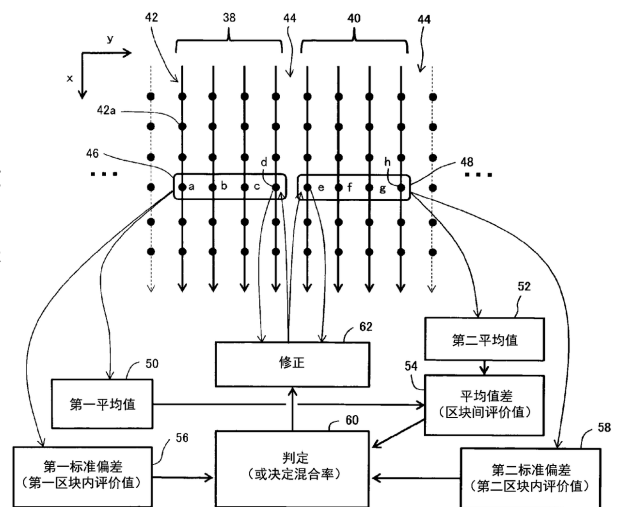 38
40
42
44
44
y
x
42a
46
48
a
b
c
d
e
f
g
h
...
...
52
第二平均值
62
修正
50
第一平均值
54
平均值差
（区块间评价值）
60
判定
（或决定混合率）
56
第一标准偏差
（第一区块内评价值）
58
第二标准偏差
（第二区块内评价值）